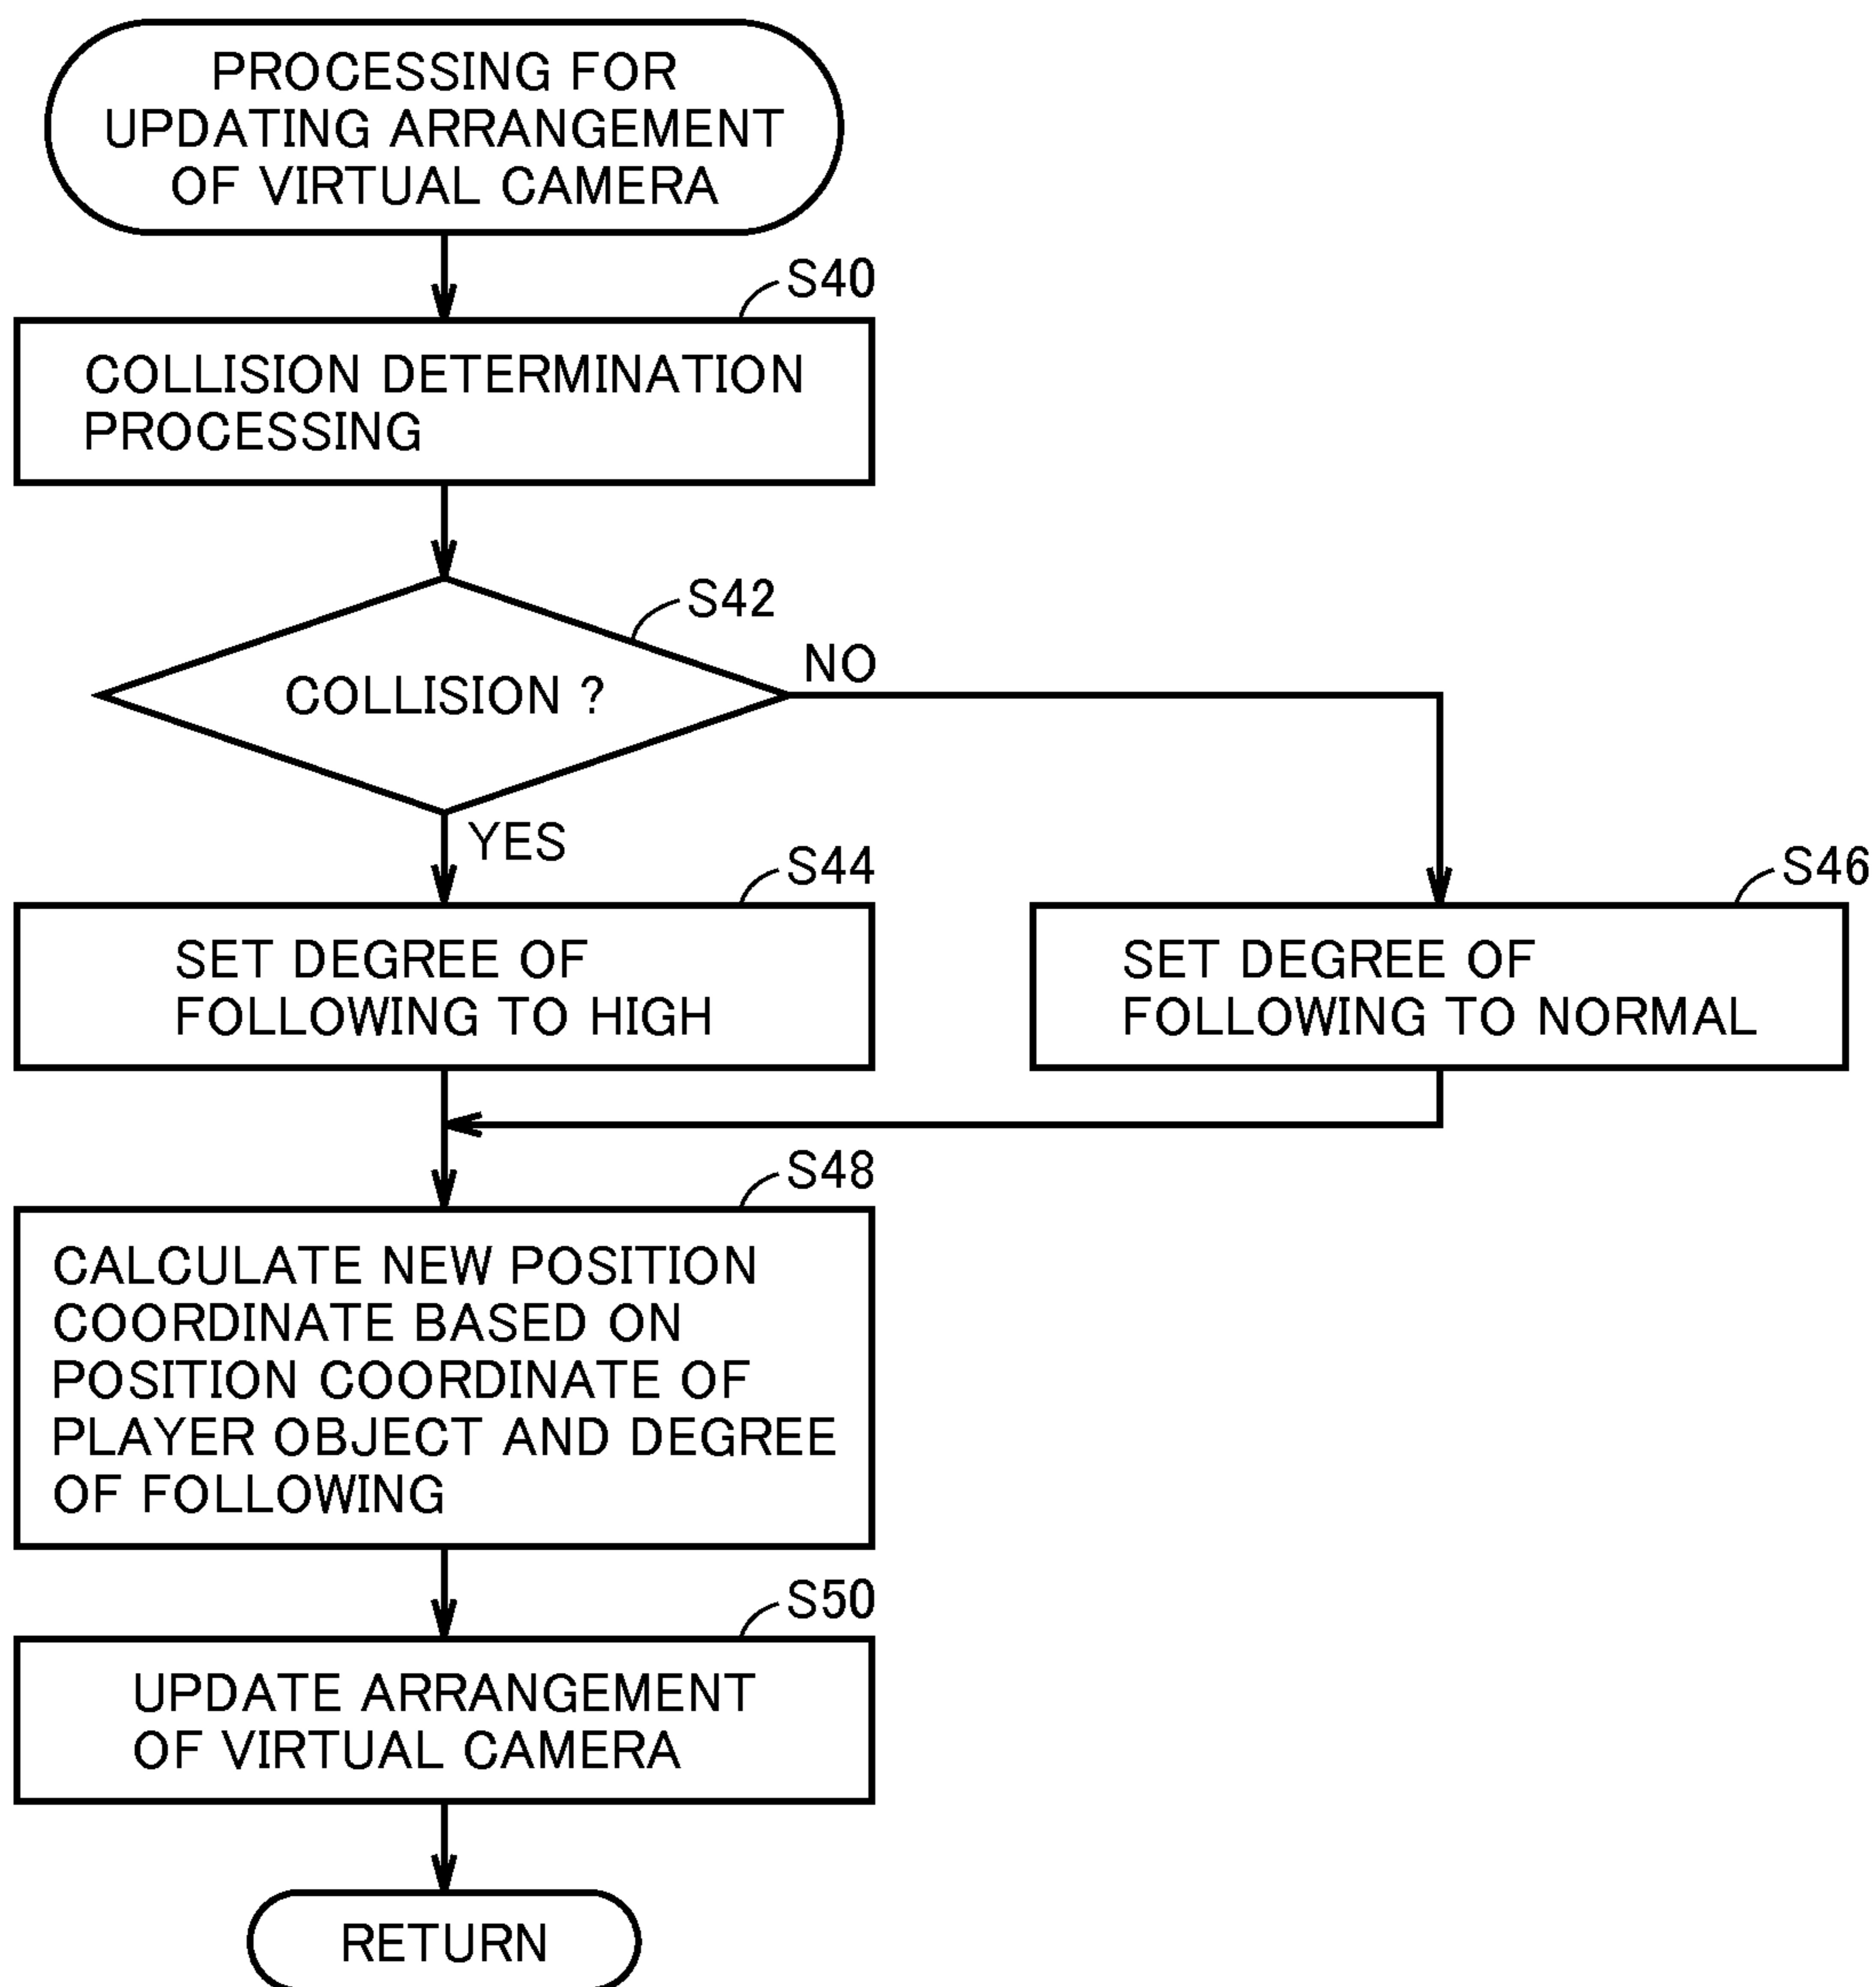 PROCESSING FOR
UPDATING ARRANGEMENT
OF VIRTUAL CAMERA
S40
COLLISION DETERMINATION
PROCESSING
S42
COLLISION ?
NO
YES
S44
SET DEGREE OF
FOLLOWING TO HIGH
S46
SET DEGREE OF
FOLLOWING TO NORMAL
S48
CALCULATE NEW POSITION
COORDINATE BASED ON
POSITION COORDINATE OF
PLAYER OBJECT AND DEGREE
OF FOLLOWING
S50
UPDATE ARRANGEMENT
OF VIRTUAL CAMERA
RETURN